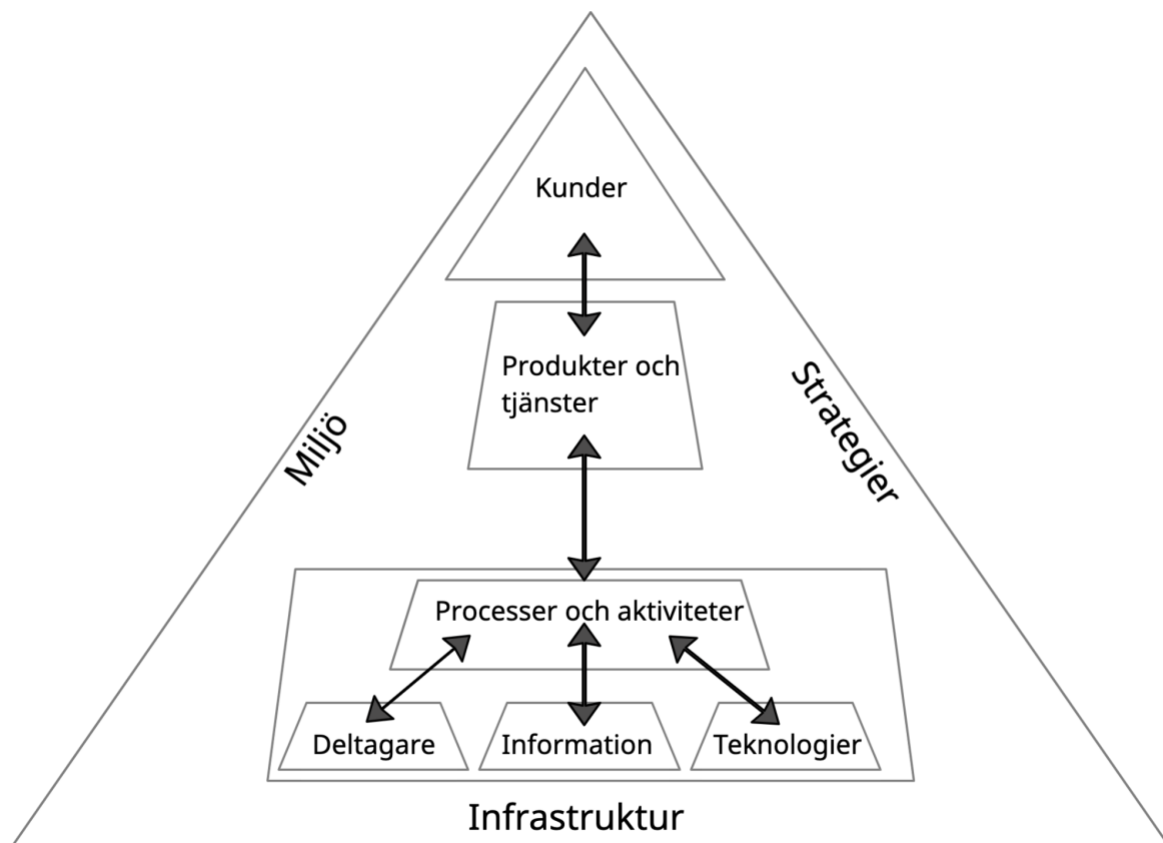 Kunder
Produkter och
tjänster
Miljö
Strategier
Processer och aktiviteter
Deltagare
Information
Teknologier
Infrastruktur